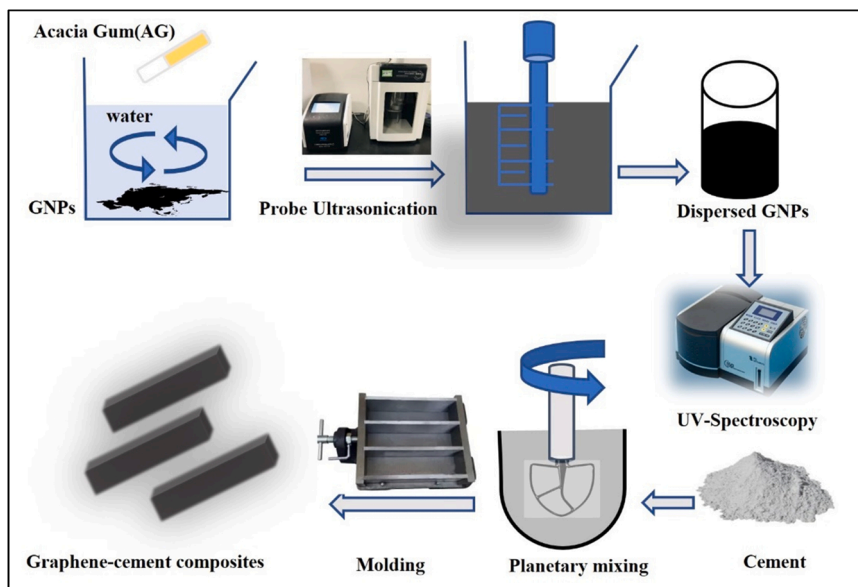 Acacia Gum(AG)
water
GNPs
Probe Ultrasonication
Dispersed GNPs
UV-Spectroscopy
Graphene-cement composites
Molding
Planetary mixing
Cement